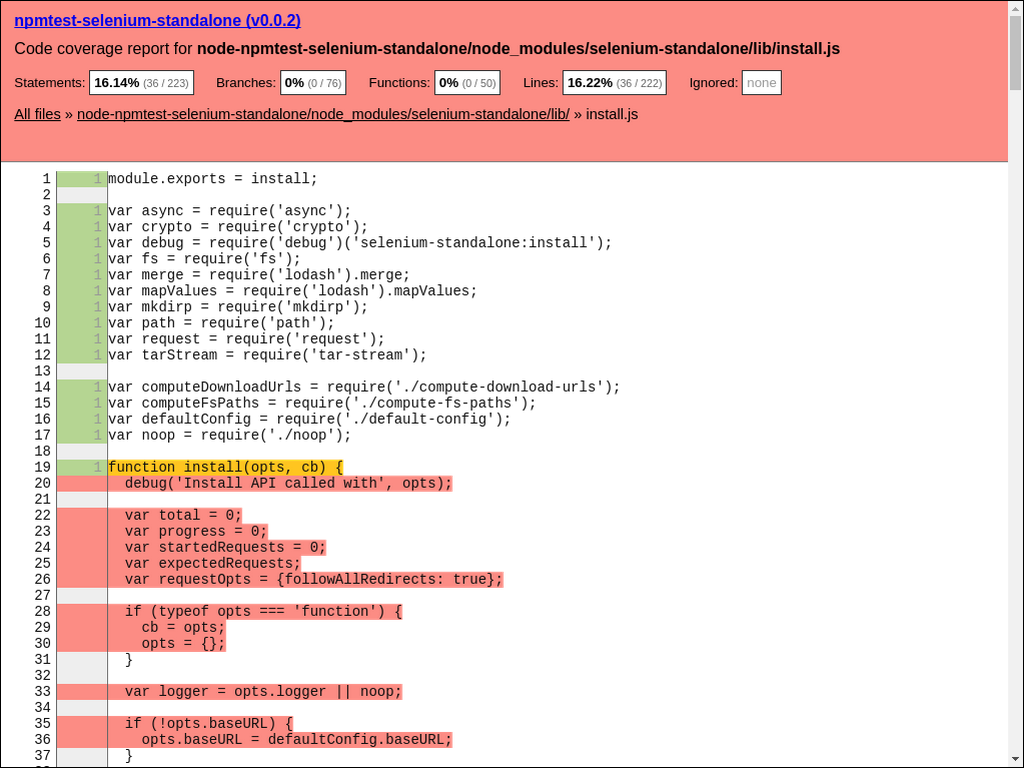 npmtest-selenium-standalone (v0.0.2)
Code coverage report for node-npmtest-selenium-standalone/node_modules/selenium-standalone/lib/install.js
Statements: 16.14% (36 / 223) Branches: 0% (0 / 76) Functions: 0% (0 / 50) Lines: 16.22% (36 / 222) Ignored: none
All files » node-npmtest-selenium-standalone/node_modules/selenium-standalone/lib/ » install.js
1 1 module.exports = install;
2
3 1 var async = require('async');
4 1 var crypto = require('crypto');
5 1 var debug = require('debug')('selenium-standalone:install');
6 1 var fs = require('fs');
7 1 var merge = require('lodash').merge;
8 1 var mapValues = require('lodash').mapValues;
9 1 var mkdirp = require('mkdirp');
10 1 var path = require('path');
11 1 var request = require('request');
12 1 var tarStream = require('tar-stream');
13
14 1 var computeDownloadUrls = require('./compute-download-urls');
15 1 var computeFsPaths = require('./compute-fs-paths');
16 1 var defaultConfig = require('./default-config');
17 1 var noop = require('./noop');
18
19 1 function install(opts, cb) {
20 debug('Install API called with', opts);
21
22 var total = 0;
23 var progress = 0;
24 var startedRequests = 0;
25 var expectedRequests;
26 var requestOpts = {followAllRedirects: true};
27
28 if (typeof opts === 'function') {
29 cb = opts;
30 opts = {};
31 }
32
33 var logger = opts.logger || noop;
34
35 if (!opts.baseURL) {
36 opts.baseURL = defaultConfig.baseURL;
37 }